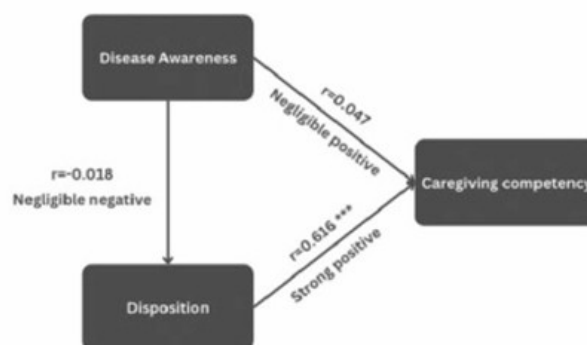 Disease Awareness
r=0.047
Negligible positive
r=-0.018
Negligible negative
Caregiving competency
r=0.616 ***
Strong positive
Disposition